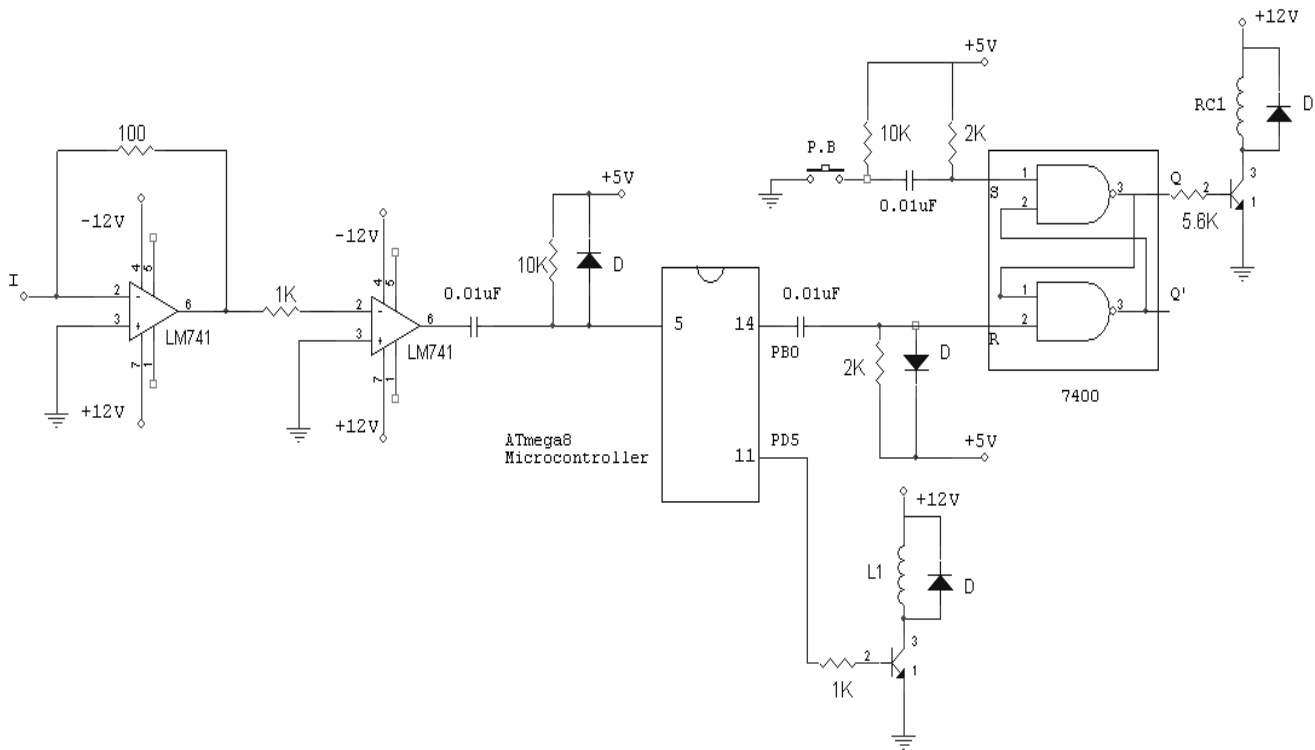 +12V
RC1
D
+5V
10K
2K
P.B
0.01uF
S
1
2
3
Q
2
5.6K
3
1
1
2
3
Q'
R
7400
100
-12V
4
5
I
2
-
6
3
+
LM741
7
1
+12V
1K
-12V
4
5
2
-
6
3
+
LM741
7
1
+12V
0.01uF
+5V
10K
D
5
14
11
PB0
PD5
ATmega8
Microcontroller
0.01uF
2K
D
+5V
+12V
L1
D
1K
2
3
1